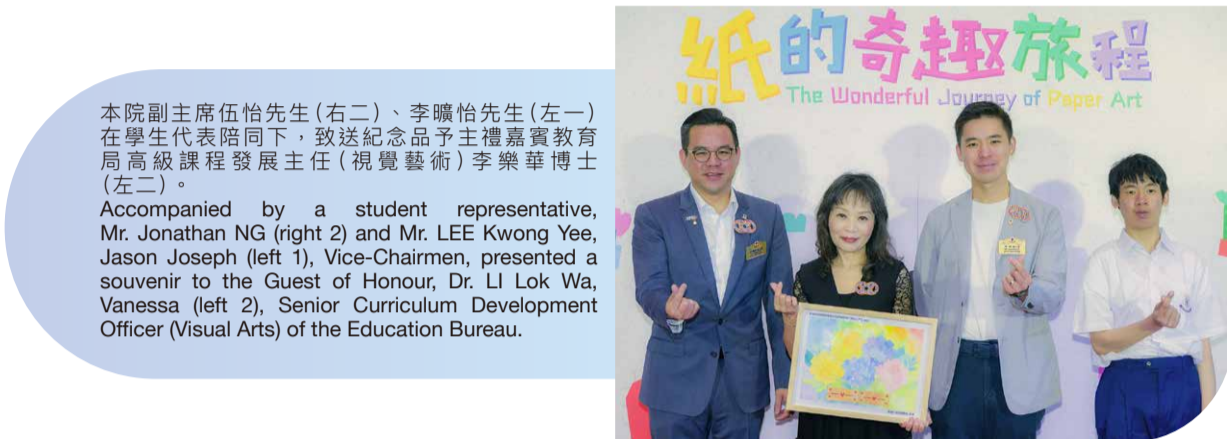 本院副主席伍怡先生(右二)、李曠怡先生(左一)
在學生代表陪同下，致送紀念品予主禮嘉賓教育
局高級課程發展主任(視覺藝術)李樂華博士
(左二)。
Accompanied by a student representative,
Mr. Jonathan NG (right 2) and Mr. LEE Kwong Yee,
Jason Joseph (left 1), Vice-Chairmen, presented a
souvenir to the Guest of Honour, Dr. LI Lok Wa,
Vanessa (left 2), Senior Curriculum Development
Officer (Visual Arts) of the Education Bureau.
紙的奇趣旅程
The Wonderful Journey of Paper Art